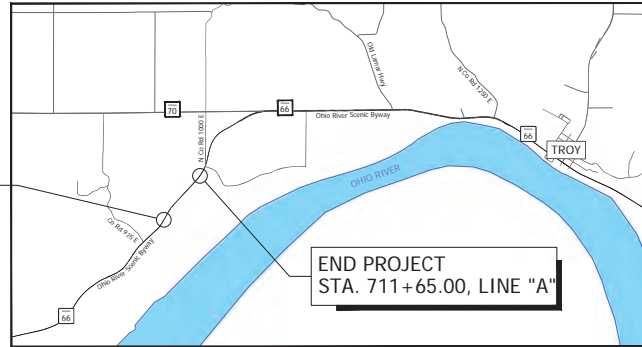 Old Lamar Hwy
N Co Rd 1250 E
70
66
N Co Rd 1000 E
Ohio River Scenic Byway
66
TROY
OHIO RIVER
Co Rd 925 E
Ohio River Scenic Byway
END PROJECT
STA. 711+65.00, LINE "A"
66